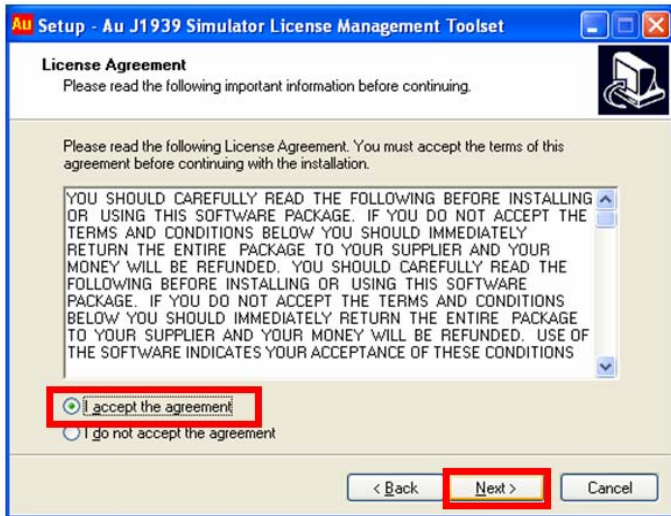 Au Setup - Au J1939 Simulator License Management Toolset
License Agreement
Please read the following important information before continuing.
Please read the following License Agreement. You must accept the terms of this
agreement before continuing with the installation.
YOU SHOULD CAREFULLY READ THE FOLLOWING BEFORE INSTALLING
OR USING THIS SOFTWARE PACKAGE. IF YOU DO NOT ACCEPT THE
TERMS AND CONDITIONS BELOW YOU SHOULD IMMEDIATELY
RETURN THE ENTIRE PACKAGE TO YOUR SUPPLIER AND YOUR
MONEY WILL BE REFUNDED. YOU SHOULD CAREFULLY READ THE
FOLLOWING BEFORE INSTALLING OR USING THIS SOFTWARE
PACKAGE. IF YOU DO NOT ACCEPT THE TERMS AND CONDITIONS
BELOW YOU SHOULD IMMEDIATELY RETURN THE ENTIRE PACKAGE
TO YOUR SUPPLIER AND YOUR MONEY WILL BE REFUNDED. USE OF
THE SOFTWARE INDICATES YOUR ACCEPTANCE OF THESE CONDITIONS
I accept the agreement
I do not accept the agreement
< Back Next > Cancel